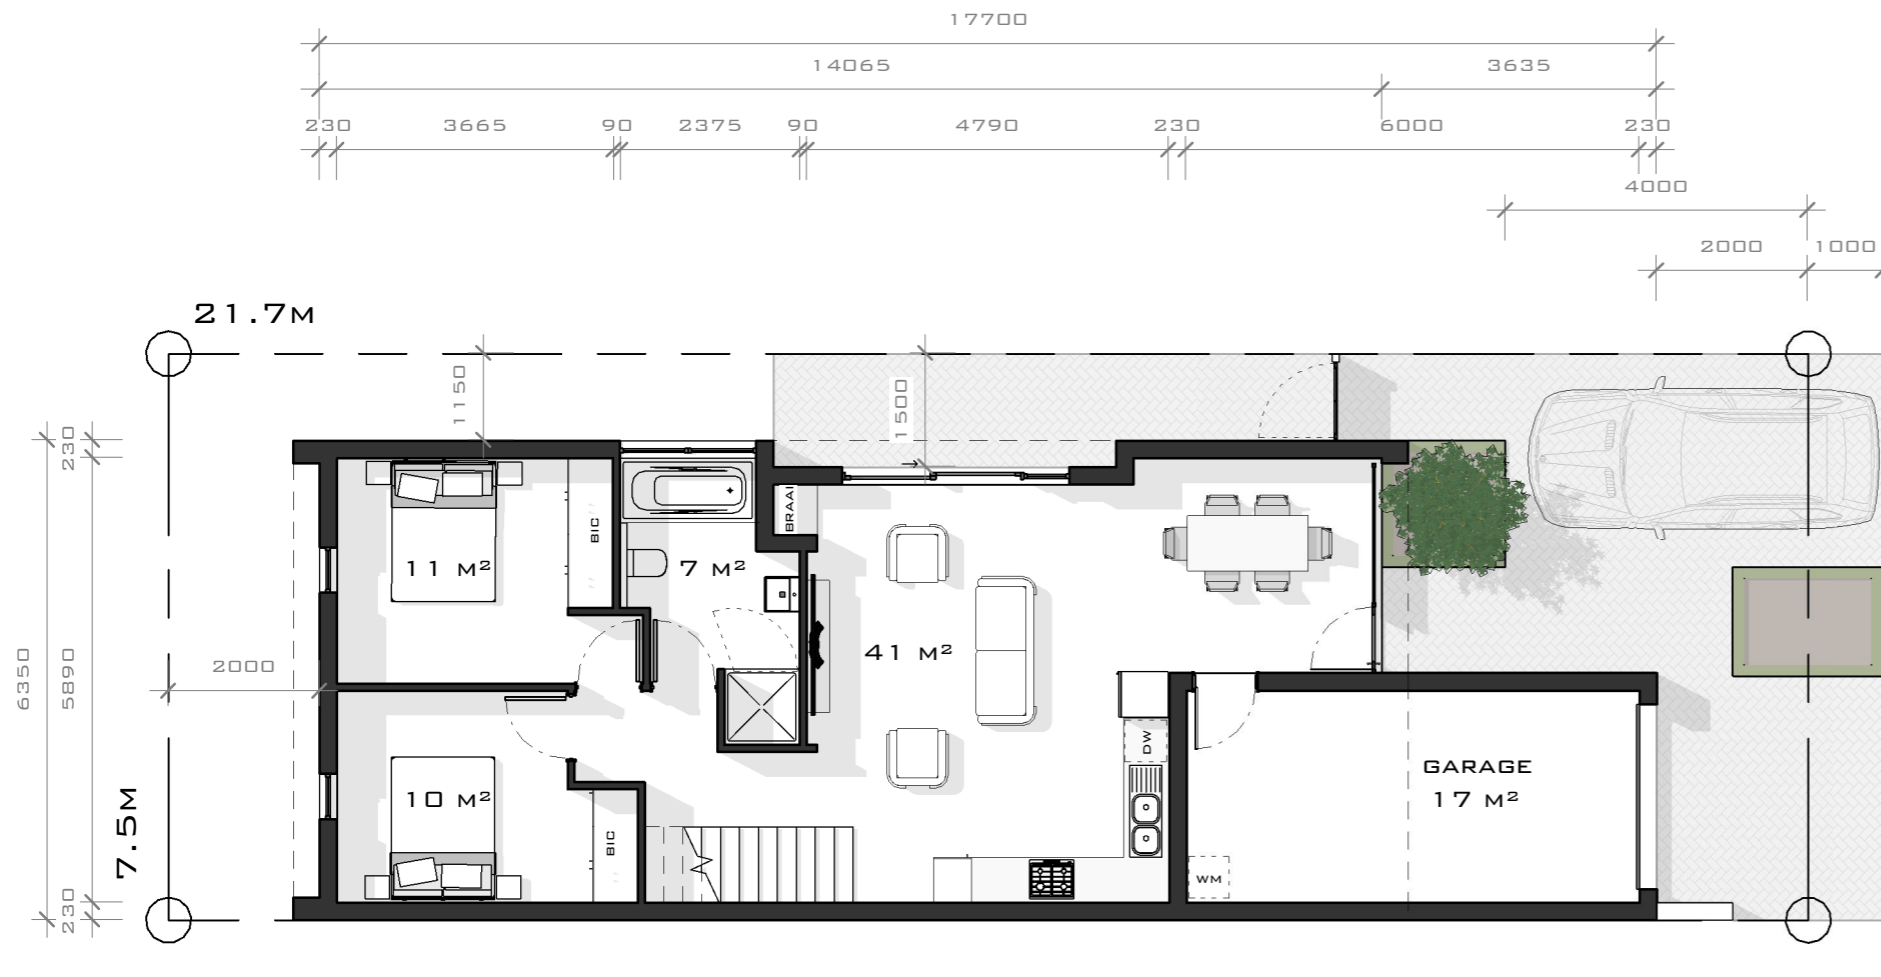 17700
14065 3635
230 3665 90 2375 90 4790 230 6000 230
4000
2000 1000
21.7M
1150
1500
230
BRAAI
BIC
11 M²
7 M²
41 M²
2000
6350
5890
DW
GARAGE
17 M²
10 M²
7.5M
BIC
WM
230